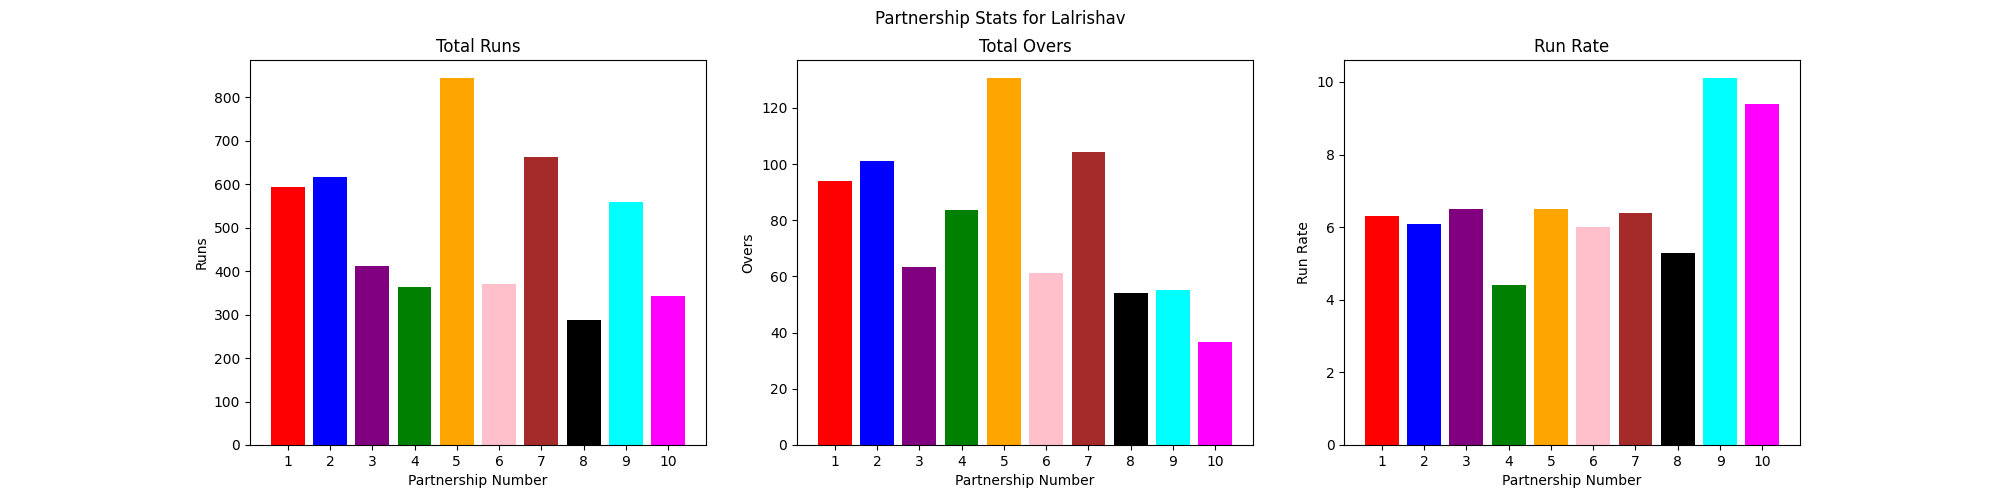 Partnership Stats for Lalrishav
Total Runs
Total Overs
Run Rate
Runs
0
100
200
300
400
500
600
700
800
1 2 3 4 5 6 7 8 9 10
Partnership Number
Overs
0
20
40
60
80
100
120
1 2 3 4 5 6 7 8 9 10
Partnership Number
Run Rate
0
2
4
6
8
10
1 2 3 4 5 6 7 8 9 10
Partnership Number